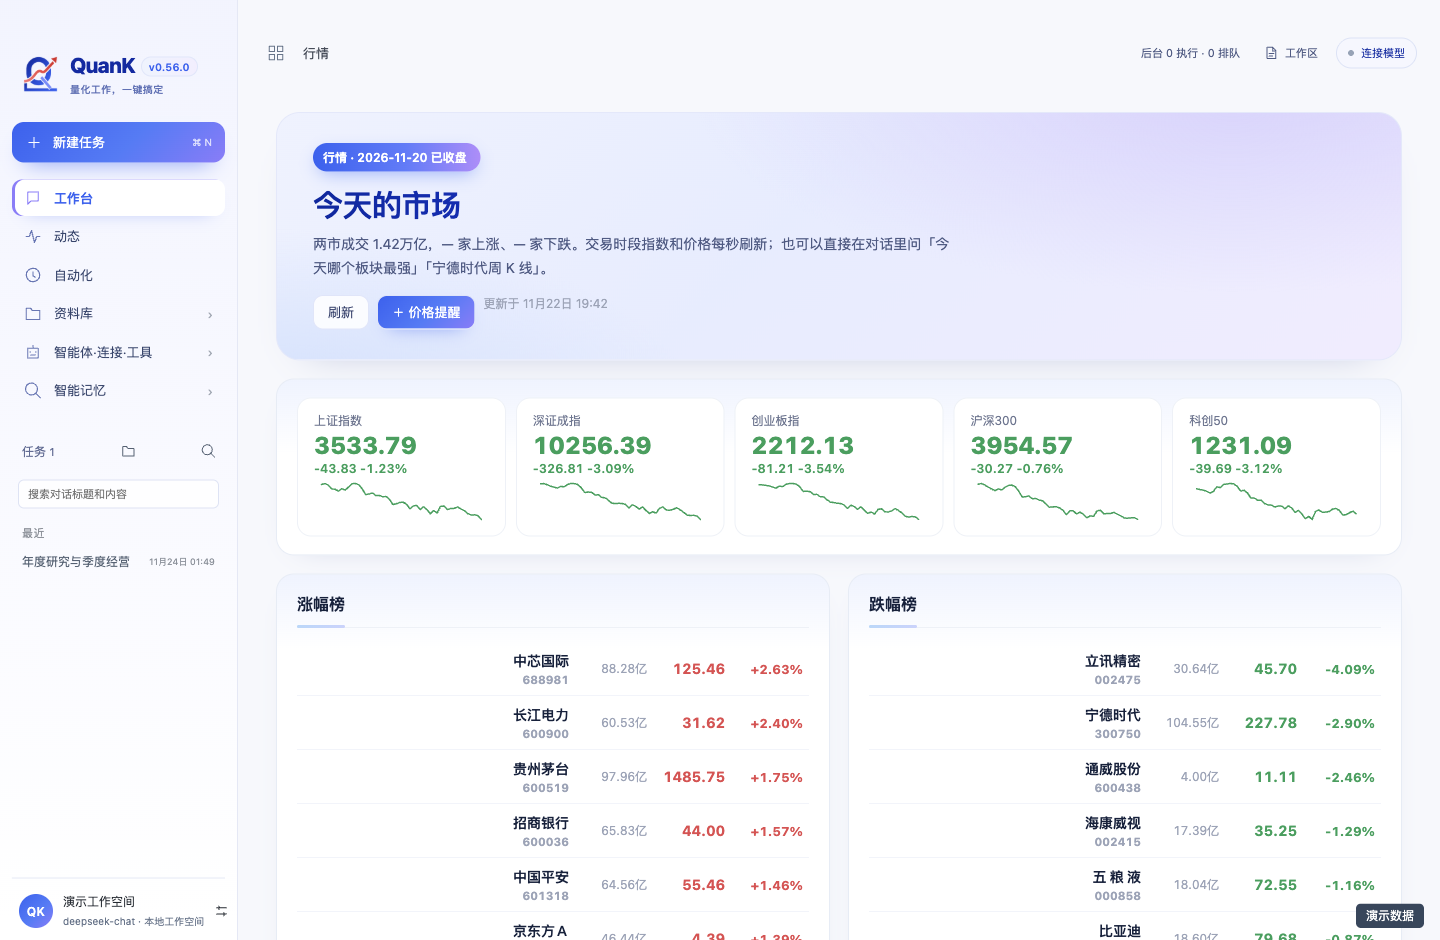 QuanK v0.56.0
量化工作，一键搞定
新建任务 ⌘ N
工作台
动态
自动化
资料库
智能体·连接·工具
智能记忆
任务 1
搜索对话标题和内容
最近
年度研究与季度经营 11月24日 01:49
QK
演示工作空间
deepseek-chat · 本地工作空间
行情
后台 0 执行 · 0 排队
工作区
连接模型
行情 · 2026-11-20 已收盘
今天的市场
两市成交 1.42万亿，— 家上涨、— 家下跌。交易时段指数和价格每秒刷新；也可以直接在对话里问「今
天哪个板块最强」「宁德时代周 K 线」。
刷新
+ 价格提醒
更新于 11月22日 19:42
上证指数
3533.79
-43.83 -1.23%
深证成指
10256.39
-326.81 -3.09%
创业板指
2212.13
-81.21 -3.54%
沪深300
3954.57
-30.27 -0.76%
科创50
1231.09
-39.69 -3.12%
涨幅榜
中芯国际 88.28亿 125.46 +2.63%
688981
长江电力 60.53亿 31.62 +2.40%
600900
贵州茅台 97.96亿 1485.75 +1.75%
600519
招商银行 65.83亿 44.00 +1.57%
600036
中国平安 64.56亿 55.46 +1.46%
601318
京东方A 46.44亿 4.39 +1.39%
跌幅榜
立讯精密 30.64亿 45.70 -4.09%
002475
宁德时代 104.55亿 227.78 -2.90%
300750
通威股份 4.00亿 11.11 -2.46%
600438
海康威视 17.39亿 35.25 -1.29%
002415
五 粮 液 18.04亿 72.55 -1.16%
000858
比亚迪 18.60亿 79.68 -0.87%
演示数据